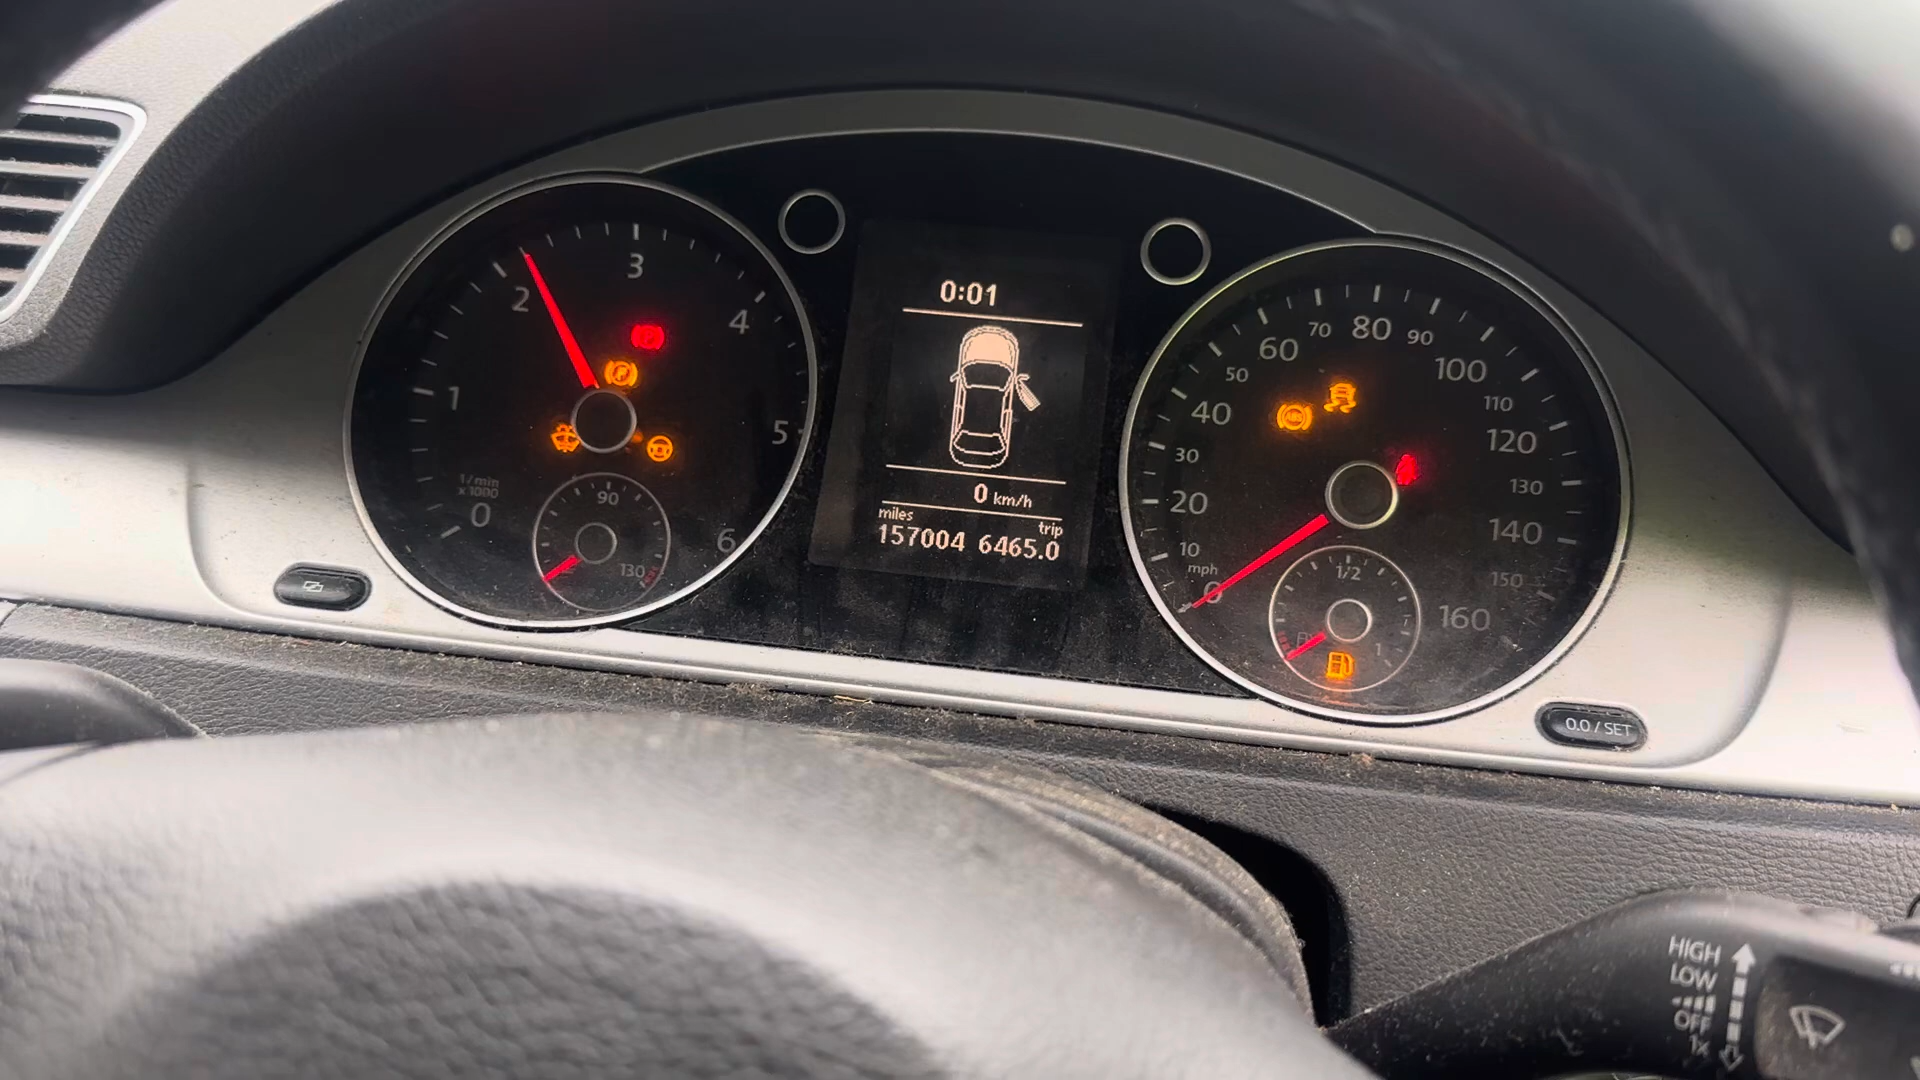 0:01
0 km/h
miles
trip
157004 6465.0
0
1
2
3
4
5
6
1/min
x1000
90
130
0
10
mph
20
30
40
50
60
70
80
90
100
110
120
130
140
150
160
1/2
1
ABS
0.0 / SET
HIGH
LOW
OFF
1X